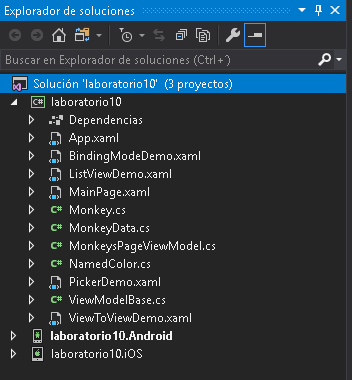 Explorador de soluciones
Buscar en Explorador de soluciones (Ctrl+´)
Solución 'laboratorio10' (3 proyectos)
C# laboratorio10
Dependencias
App.xaml
BindingModeDemo.xaml
ListViewDemo.xaml
MainPage.xaml
C# Monkey.cs
C# MonkeyData.cs
C# MonkeysPageViewModel.cs
C# NamedColor.cs
PickerDemo.xaml
C# ViewModelBase.cs
ViewToViewDemo.xaml
laboratorio10.Android
laboratorio10.iOS